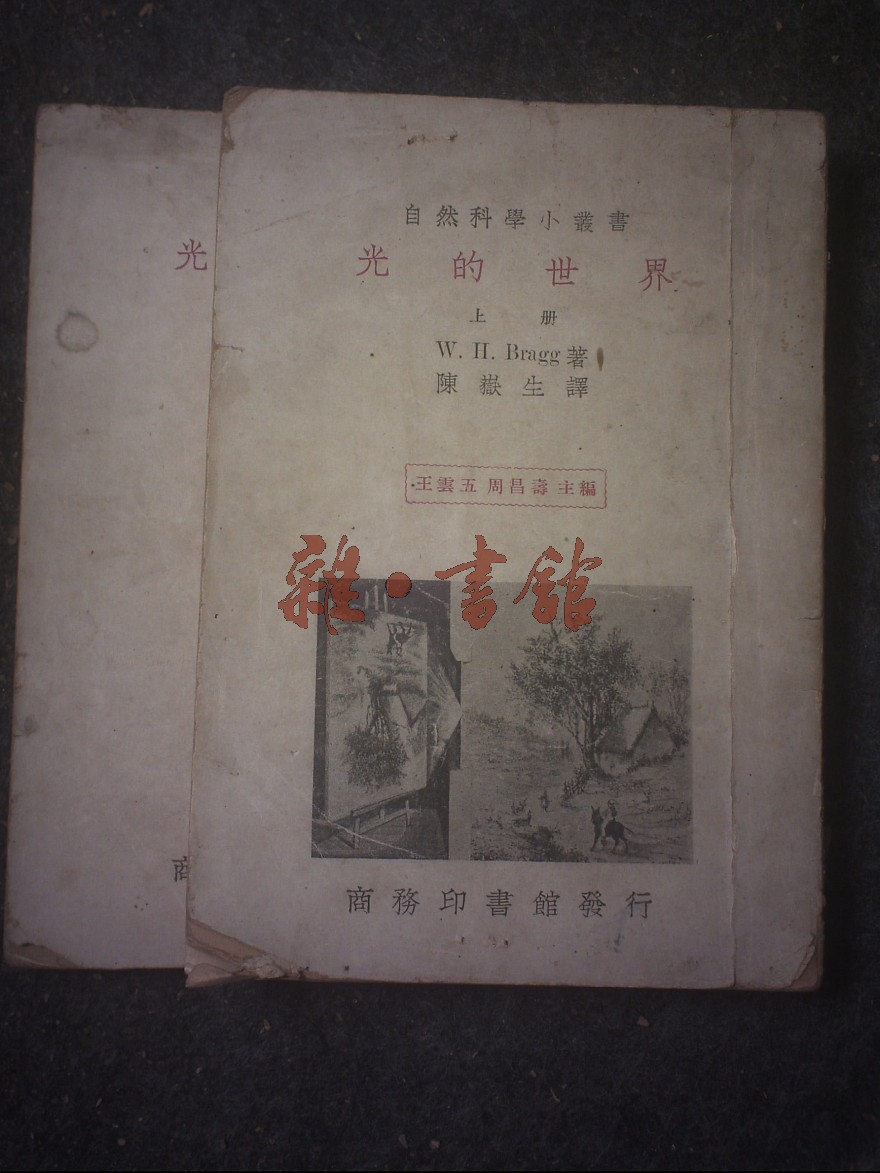 自然科學小叢書
光的世界
上册
W. H. Bragg 著
陳嶽生譯
王雲五 周昌壽 主編
雜·書館
商務印書館發行
光
商